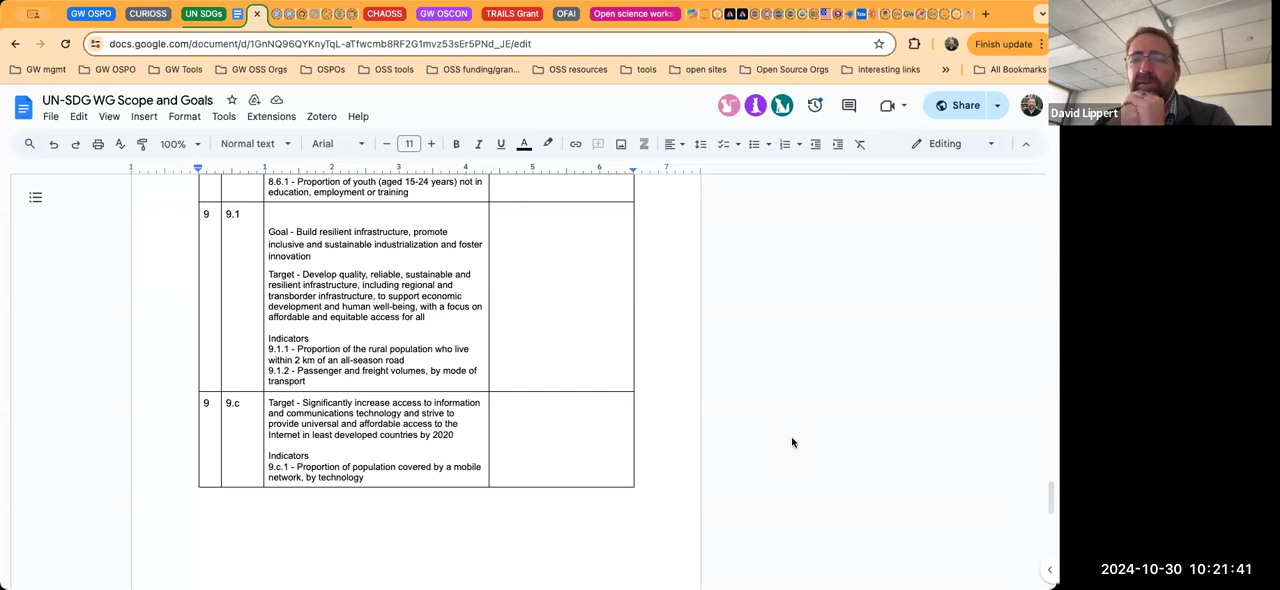 GW OSPO
CURIOSS
UN SDGs
CHAOSS
GW OSCON
TRAILS Grant
OFAI
Open science works
docs.google.com/document/d/1GnNQ96QYKnyTqL-aTfwcmb8RF2G1mvz53sEr5PNd_JE/edit
Finish update
GW mgmt
GW OSPO
GW Tools
GW OSS Orgs
OSPOs
OSS tools
OSS funding/gran...
OSS resources
tools
open sites
Open Source Orgs
interesting links
»
All Bookmarks
UN-SDG WG Scope and Goals
File Edit View Insert Format Tools Extensions Zotero Help
Share
100%
Normal text
Arial
11
Editing
1 1 2 3 4 5 6 7
8.6.1 - Proportion of youth (aged 15-24 years) not in
education, employment or training
9 9.1
Goal - Build resilient infrastructure, promote
inclusive and sustainable industrialization and foster
innovation
Target - Develop quality, reliable, sustainable and
resilient infrastructure, including regional and
transborder infrastructure, to support economic
development and human well-being, with a focus on
affordable and equitable access for all
Indicators
9.1.1 - Proportion of the rural population who live
within 2 km of an all-season road
9.1.2 - Passenger and freight volumes, by mode of
transport
9 9.c
Target - Significantly increase access to information
and communications technology and strive to
provide universal and affordable access to the
Internet in least developed countries by 2020
Indicators
9.c.1 - Proportion of population covered by a mobile
network, by technology
David Lippert
2024-10-30 10:21:41